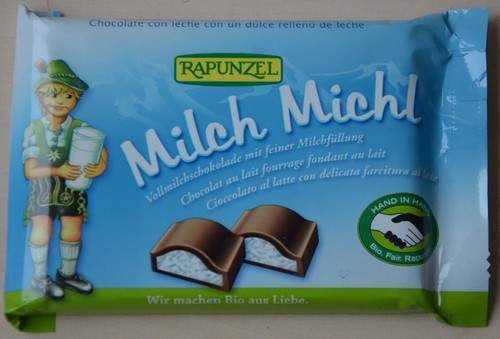 Chocolate con leche con un dulce relleno de leche
RAPUNZEL
Milch Michl
Vollmilchschokolade mit feiner Milchfüllung
Chocolat au lait fourrage fondant au lait
Cioccolato al latte con delicata farcitura al
HAND IN HAND
Bio, Fair,
Wir machen Bio aus Liebe.